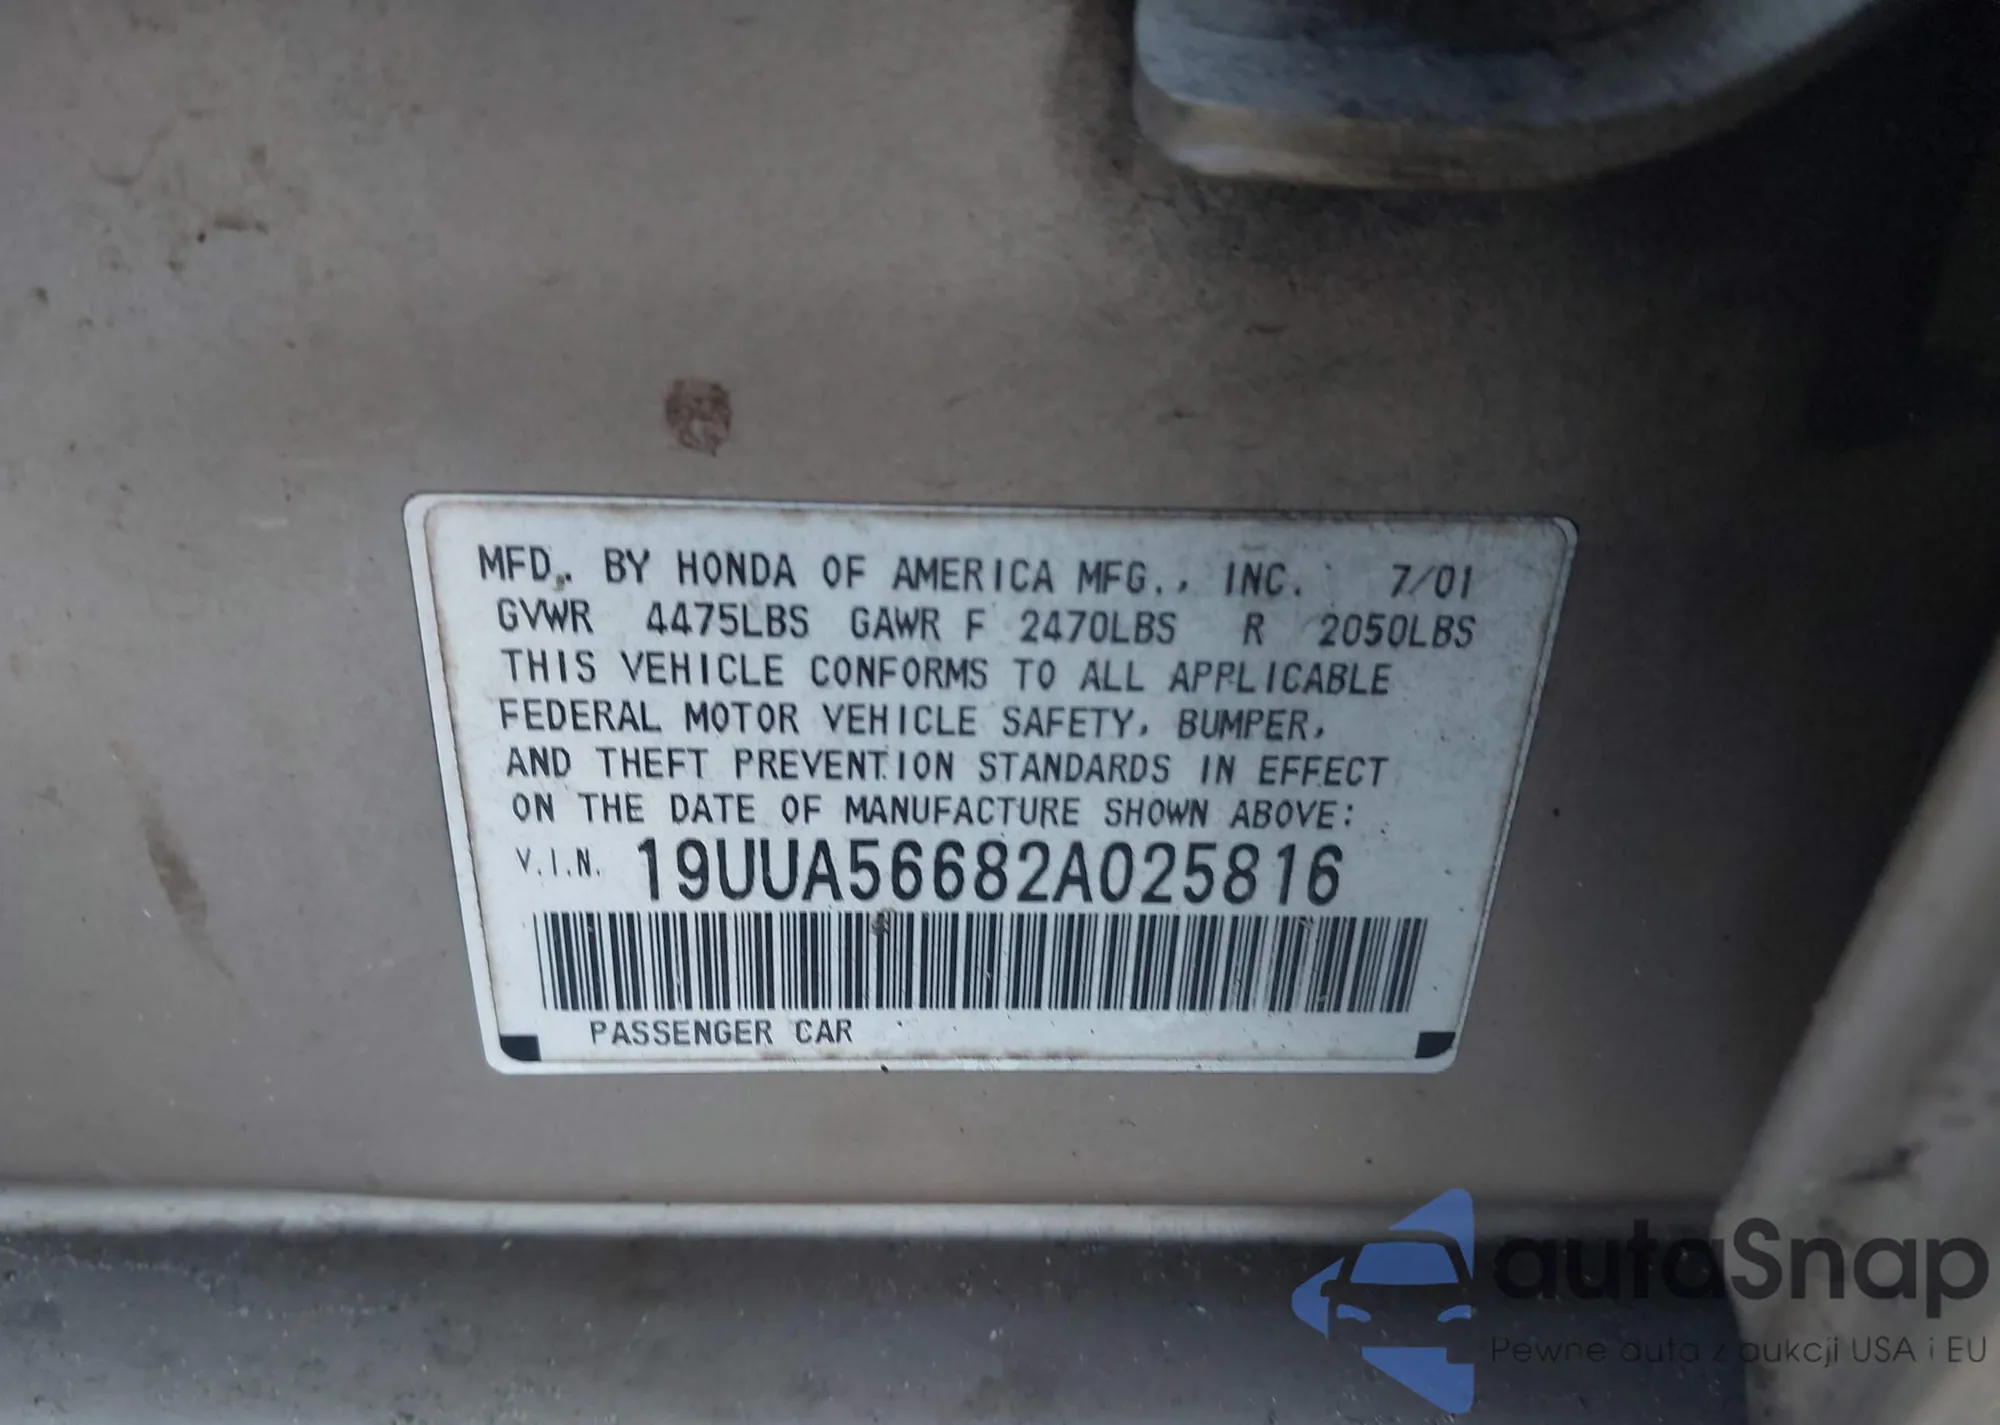 MFD. BY HONDA OF AMERICA MFG., INC. 7/01
GVWR 4475LBS GAWR F 2470LBS R 2050LBS
THIS VEHICLE CONFORMS TO ALL APPLICABLE
FEDERAL MOTOR VEHICLE SAFETY, BUMPER,
AND THEFT PREVENTION STANDARDS IN EFFECT
ON THE DATE OF MANUFACTURE SHOWN ABOVE:
V.I.N. 19UUA56682A025816
PASSENGER CAR
autaSnap
Pewne auta z aukcji USA i EU